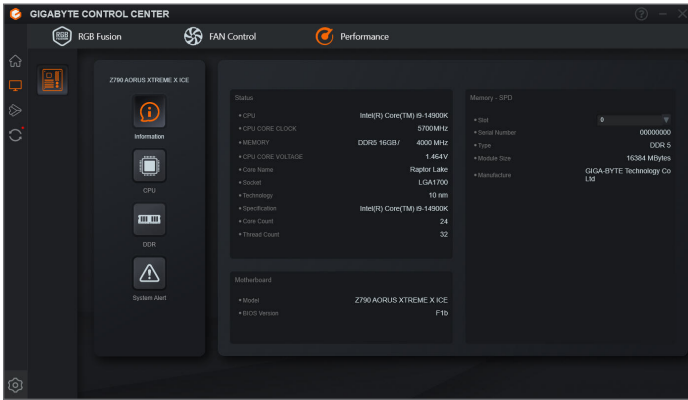 GIGABYTE CONTROL CENTER
RGB RGB Fusion FAN Control Performance
Z790 AORUS XTREME X ICE
Information
CPU
DDR
System Alert
Status
CPU Intel(R) Core(TM) i9-14900K
CPU CORE CLOCK 5700MHz
MEMORY DDR5 16GB / 4000 MHz
CPU CORE VOLTAGE 1.464V
Core Name Raptor Lake
Socket LGA1700
Technology 10 nm
Specification Intel(R) Core(TM) i9-14900K
Core Count 24
Thread Count 32
Motherboard
Model Z790 AORUS XTREME X ICE
BIOS Version F1b
Memory - SPD
Slot 0
Serial Number 00000000
Type DDR 5
Module Size 16384 MBytes
Manufacture GIGA-BYTE Technology Co
Ltd